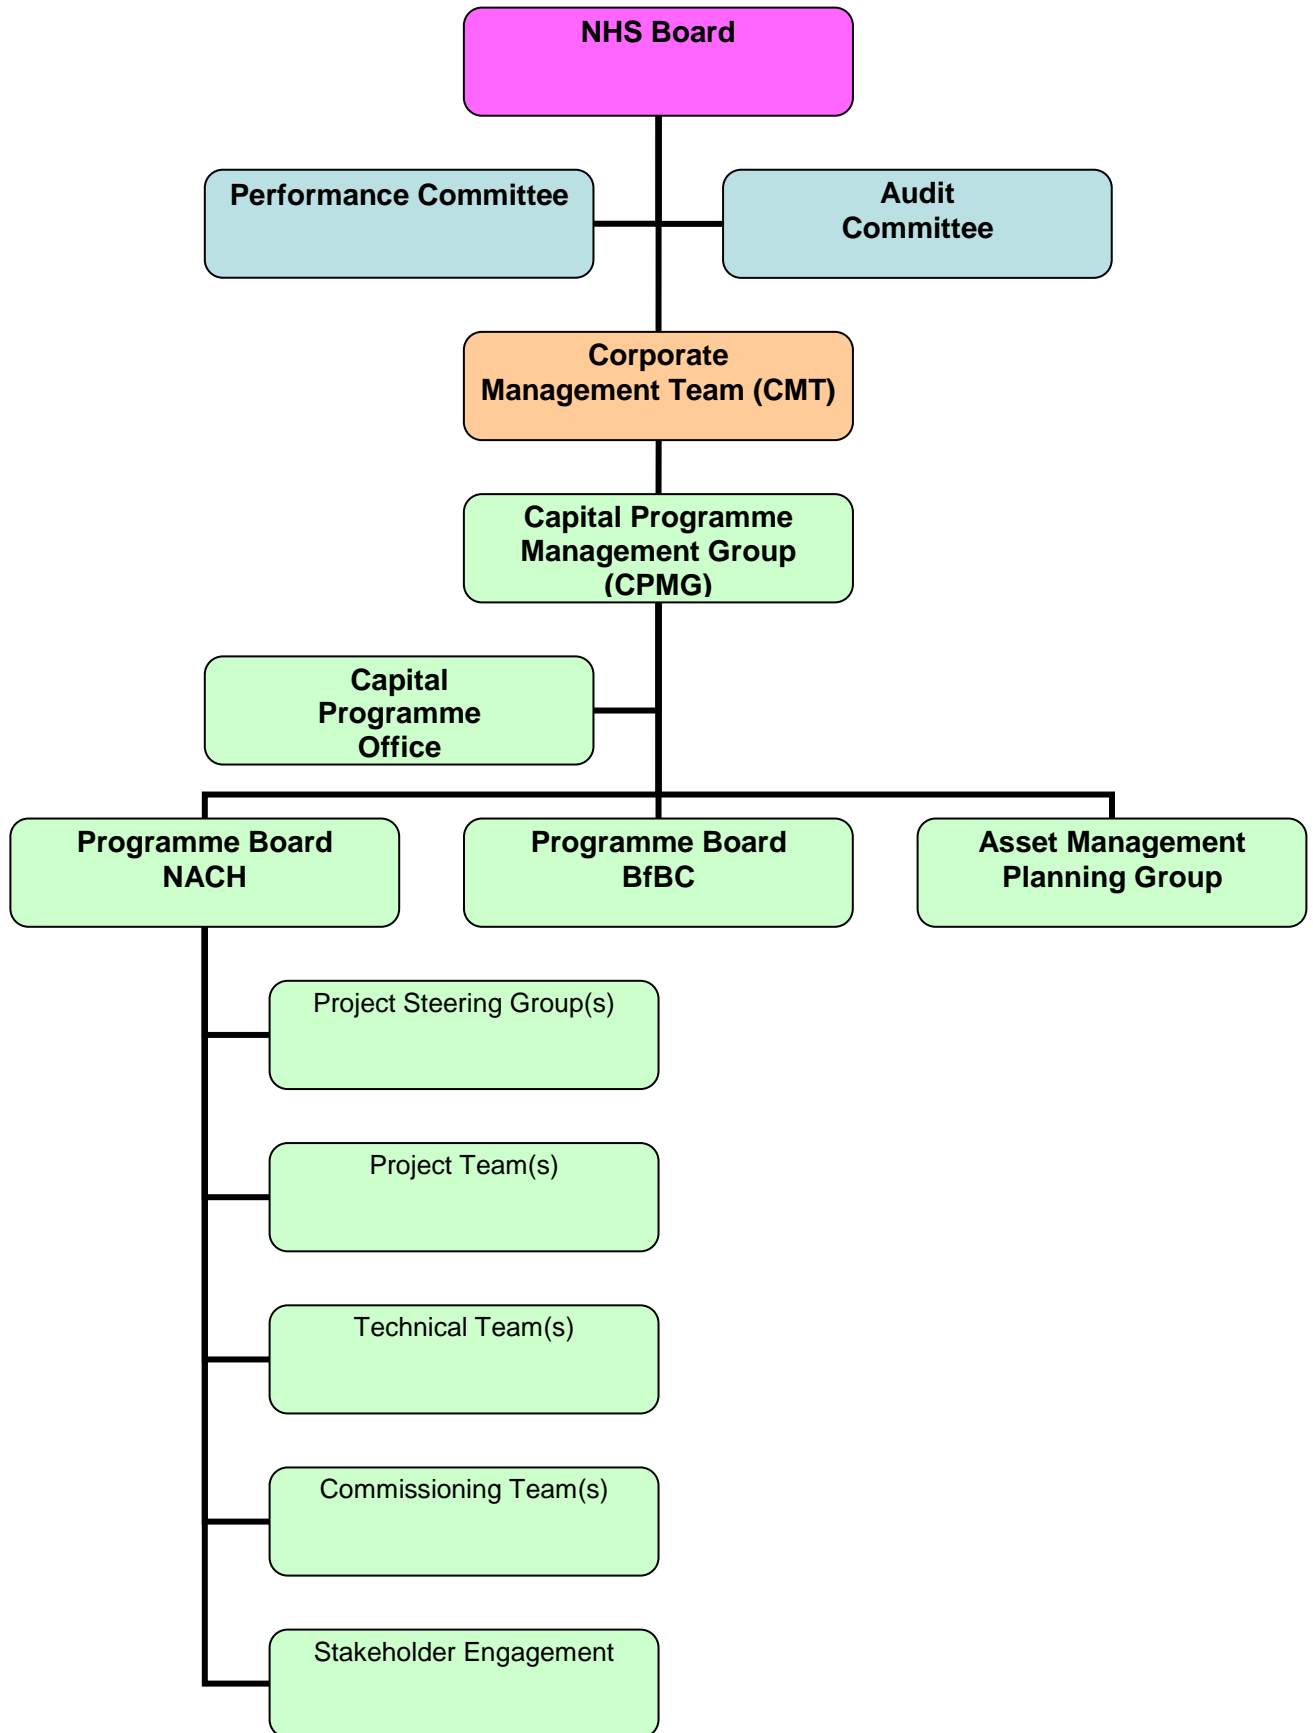 NHS Board
Performance Committee
Audit
Committee
Corporate
Management Team (CMT)
Capital Programme
Management Group
(CPMG)
Capital
Programme
Office
Programme Board
NACH
Programme Board
BfBC
Asset Management
Planning Group
Project Steering Group(s)
Project Team(s)
Technical Team(s)
Commissioning Team(s)
Stakeholder Engagement